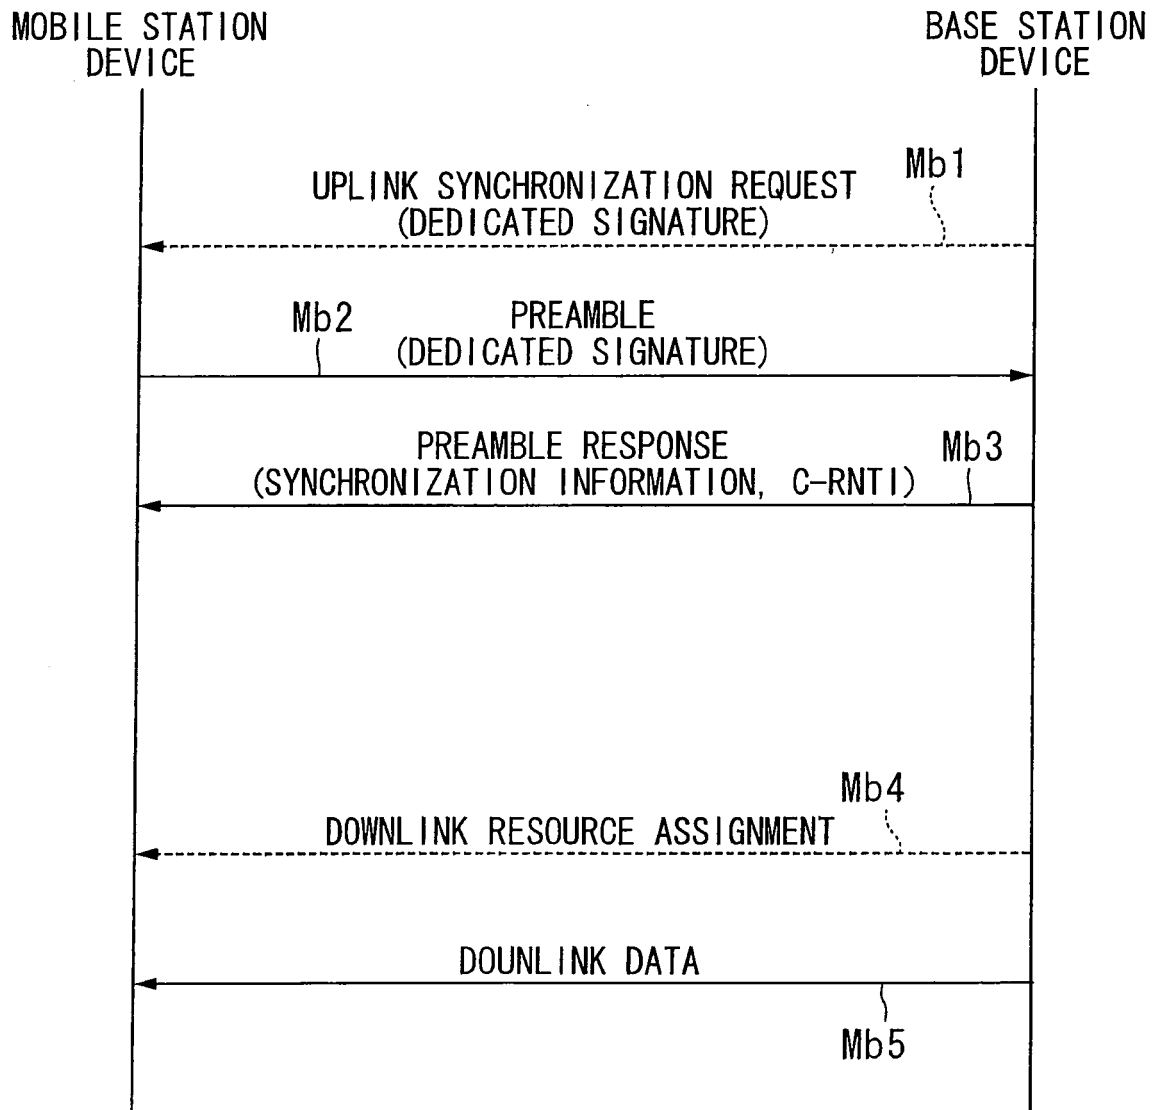 MOBILE STATION
DEVICE
BASE STATION
DEVICE
Mb1
UPLINK SYNCHRONIZATION REQUEST
(DEDICATED SIGNATURE)
Mb2
PREAMBLE
(DEDICATED SIGNATURE)
PREAMBLE RESPONSE
Mb3
(SYNCHRONIZATION INFORMATION, C-RNTI)
Mb4
DOWNLINK RESOURCE ASSIGNMENT
DOUNLINK DATA
Mb5